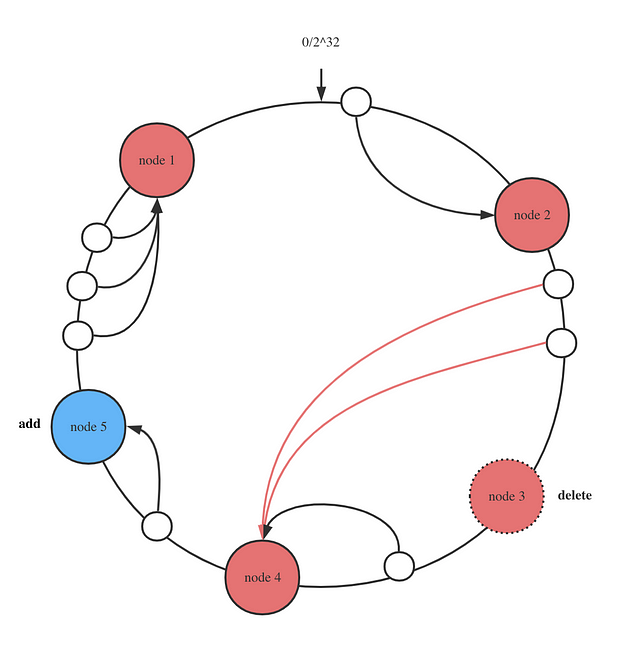 0/2^32
node 1
node 2
add
node 5
node 3
delete
node 4